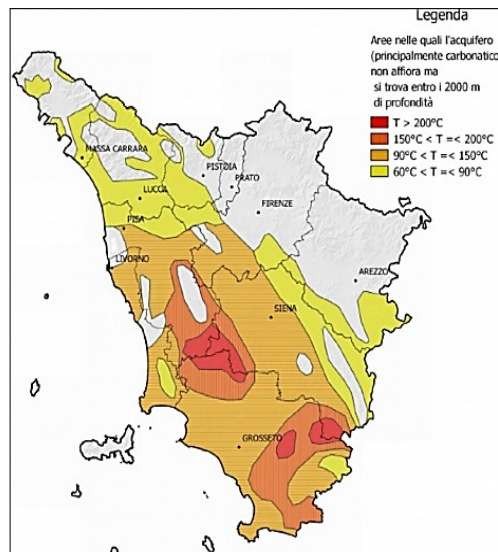 Legenda
Aree nelle quali l'acquifero
(principalmente carbonatico
non affiora ma
si trova entro i 2000 m
di profondità
T > 200°C
150°C < T =< 200°C
90°C < T =< 150°C
60°C < T =< 90°C
MASSA CARRARA
PISTOIA
PRATO
LUCCA
FIRENZE
PISA
LIVORNO
AREZZO
SIENA
GROSSETO